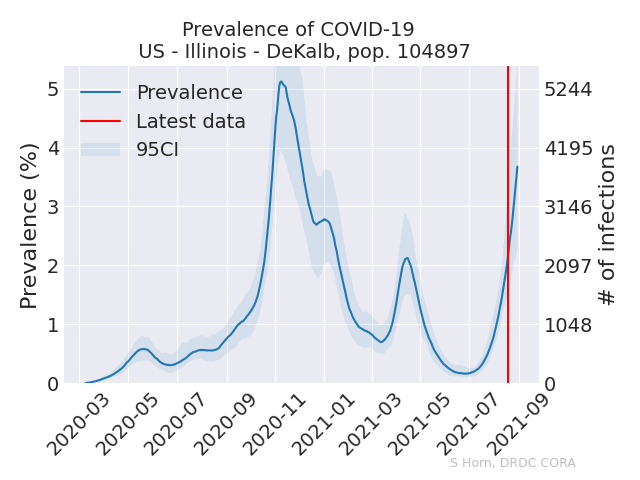 Prevalence of COVID-19
US - Illinois - DeKalb, pop. 104897
Prevalence
Latest data
95CI
Prevalence (%)
5
4
3
2
1
0
5244
4195
3146
2097
1048
0
# of infections
2020-03
2020-05
2020-07
2020-09
2020-11
2021-01
2021-03
2021-05
2021-07
2021-09
S Horn, DRDC CORA